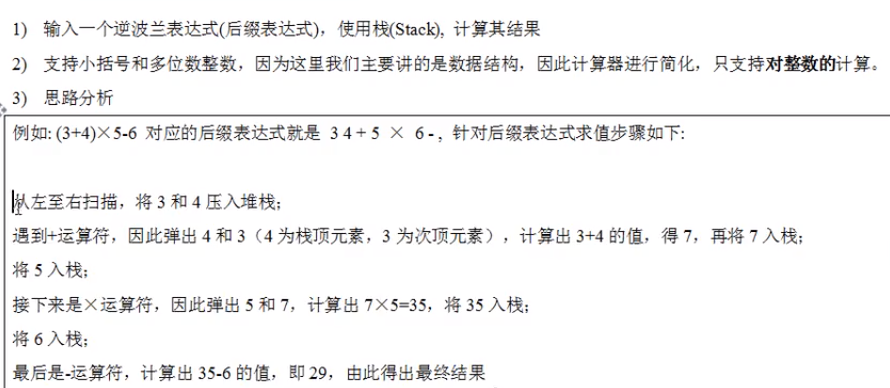 1) 输入一个逆波兰表达式(后缀表达式)，使用栈(Stack), 计算其结果
2) 支持小括号和多位数整数，因为这里我们主要讲的是数据结构，因此计算器进行简化，只支持对整数的计算。
3) 思路分析
例如: (3+4)×5-6 对应的后缀表达式就是 3 4 + 5 × 6 - , 针对后缀表达式求值步骤如下:
从左至右扫描，将 3 和 4 压入堆栈；
遇到+运算符，因此弹出 4 和 3（4 为栈顶元素，3 为次顶元素），计算出 3+4 的值，得 7，再将 7 入栈；
将 5 入栈；
接下来是×运算符，因此弹出 5 和 7，计算出 7×5=35，将 35 入栈；
将 6 入栈；
最后是-运算符，计算出 35-6 的值，即 29，由此得出最终结果